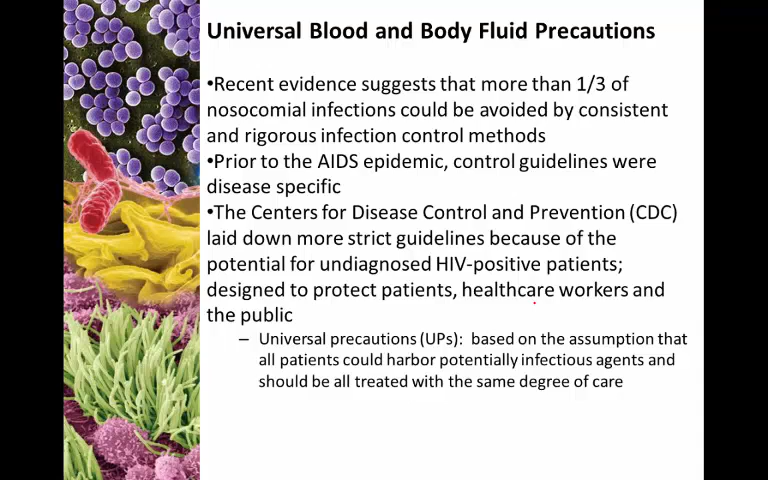 Universal Blood and Body Fluid Precautions
•Recent evidence suggests that more than 1/3 of
nosocomial infections could be avoided by consistent
and rigorous infection control methods
•Prior to the AIDS epidemic, control guidelines were
disease specific
•The Centers for Disease Control and Prevention (CDC)
laid down more strict guidelines because of the
potential for undiagnosed HIV-positive patients;
designed to protect patients, healthcare workers and
the public
– Universal precautions (UPs):  based on the assumption that
all patients could harbor potentially infectious agents and
should be all treated with the same degree of care